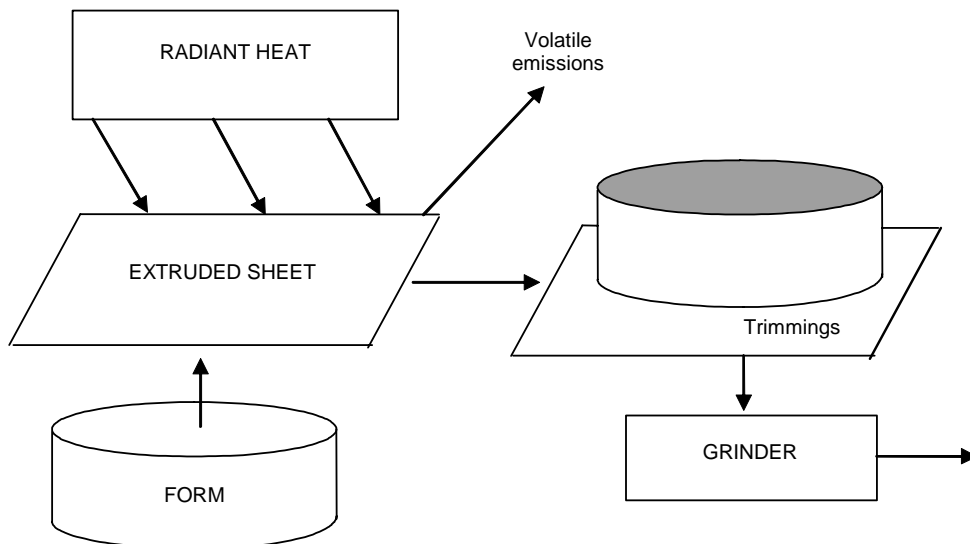 RADIANT HEAT
Volatile
emissions
EXTRUDED SHEET
Trimmings
GRINDER
FORM